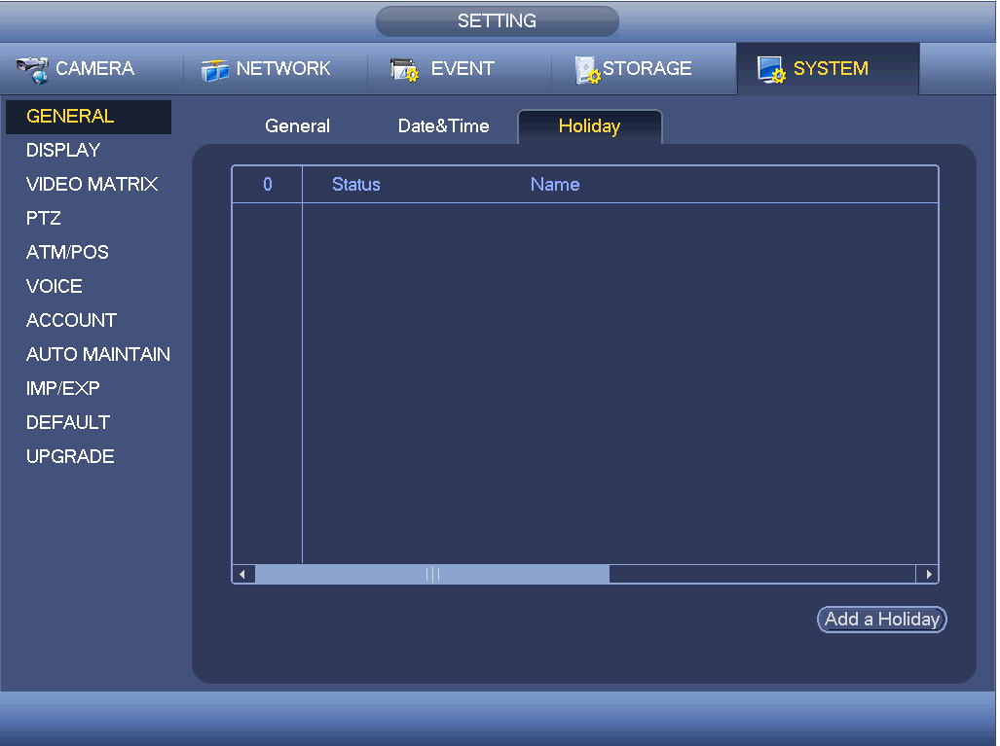 SETTING
CAMERA NETWORK EVENT STORAGE SYSTEM
GENERAL
DISPLAY
VIDEO MATRIX
PTZ
ATM/POS
VOICE
ACCOUNT
AUTO MAINTAIN
IMP/EXP
DEFAULT
UPGRADE
General Date&Time Holiday
0 Status Name
Add a Holiday